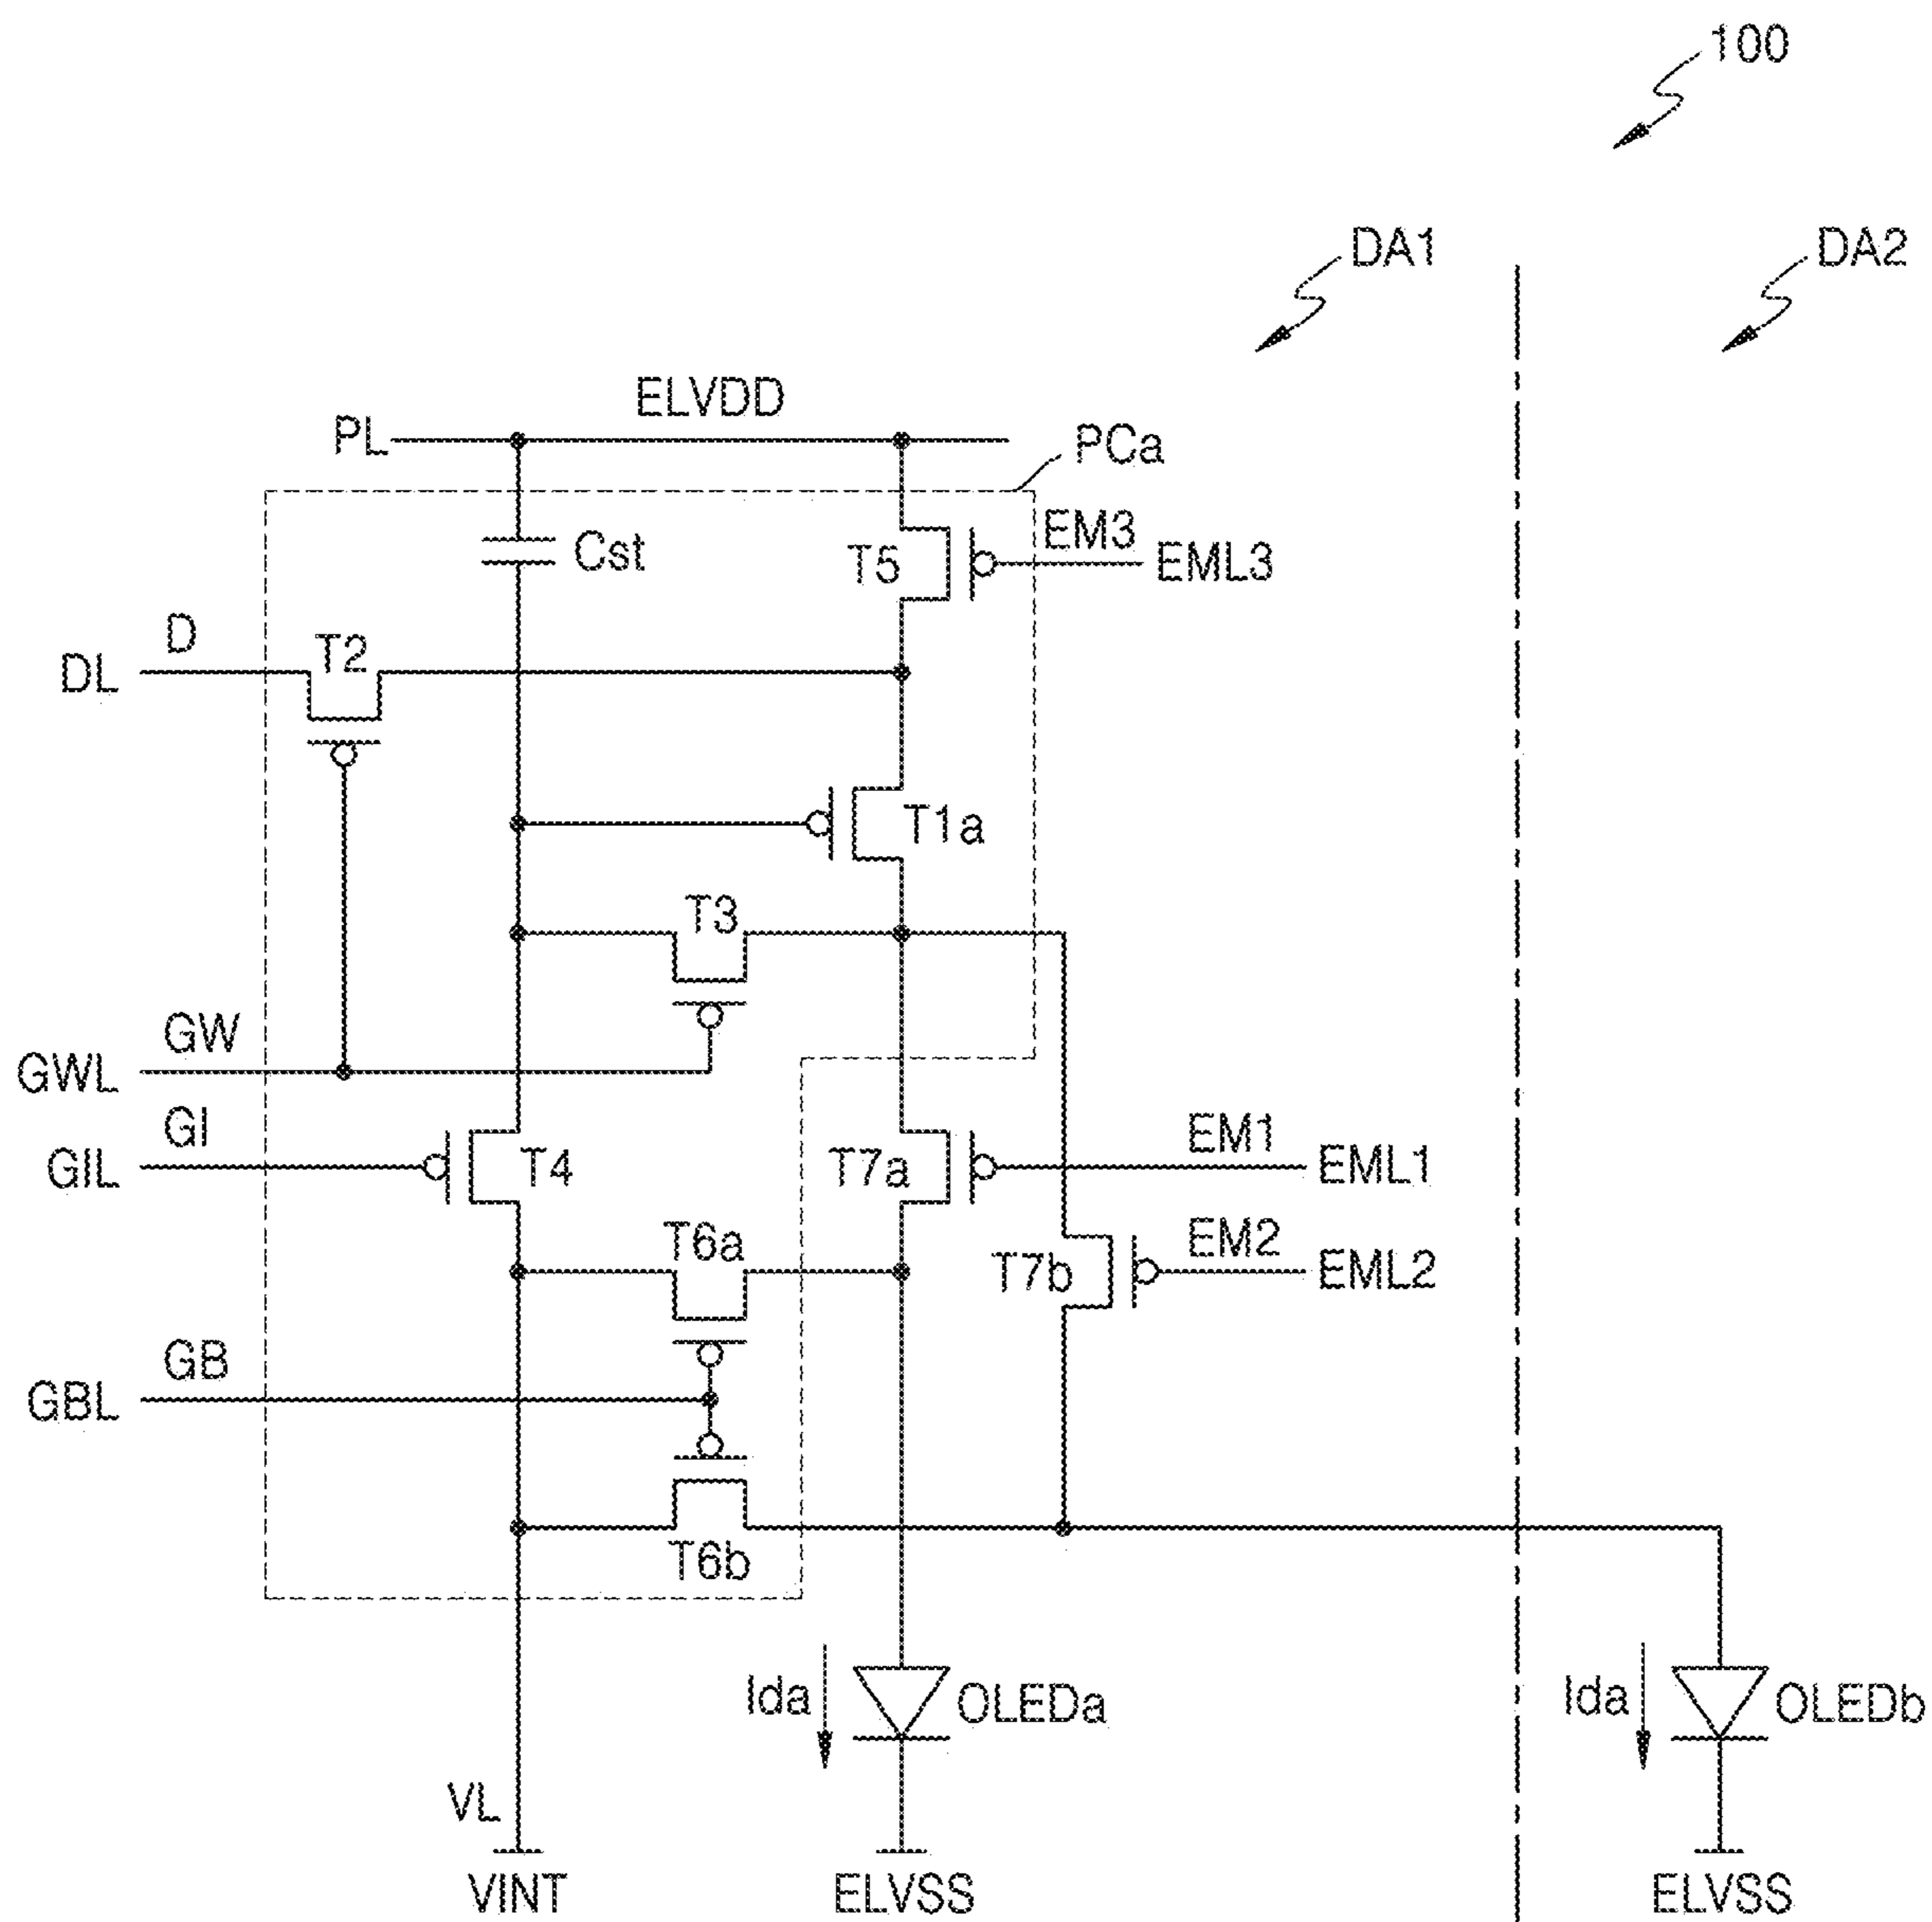 100
DA1
DA2
ELVDD
PL
PCa
Cst
T5
EM3
EML3
D
DL
T2
T1a
T3
GW
GWL
GI
GIL
T4
T7a
EM1
EML1
T6a
T7b
EM2
EML2
GB
GBL
T6b
Ida
OLEDa
Ida
OLEDb
VL
VINT
ELVSS
ELVSS